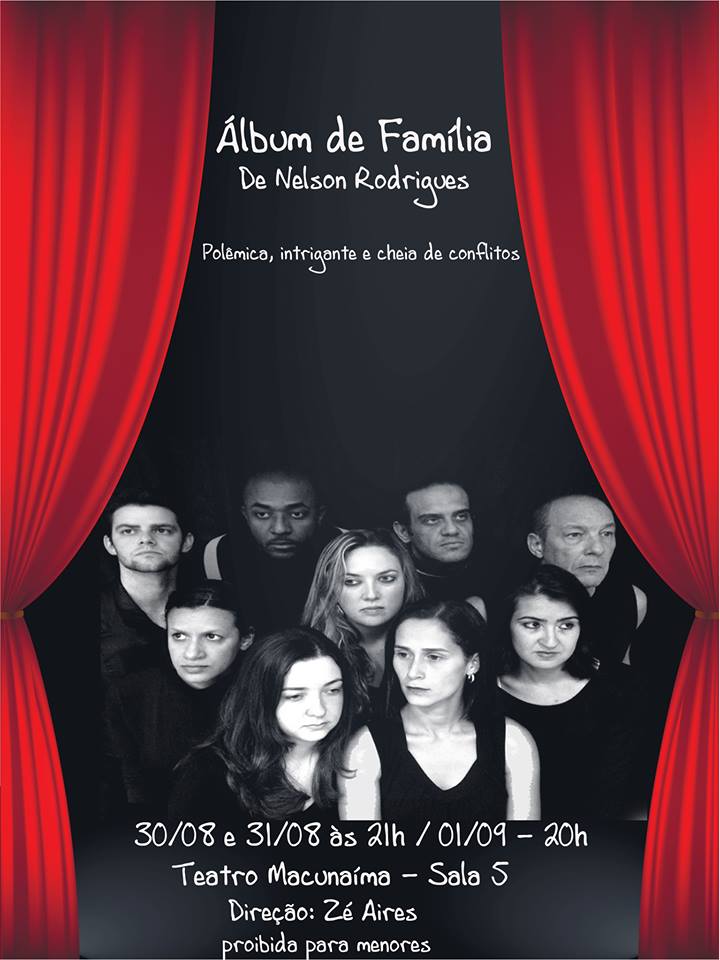 Álbum de Família
De Nelson Rodrigues
Polêmica, intrigante e cheia de conflitos
30/08 e 31/08 às 21h / 01/09 - 20h
Teatro Macunaíma - Sala 5
Direção: Zé Aires
proibida para menores